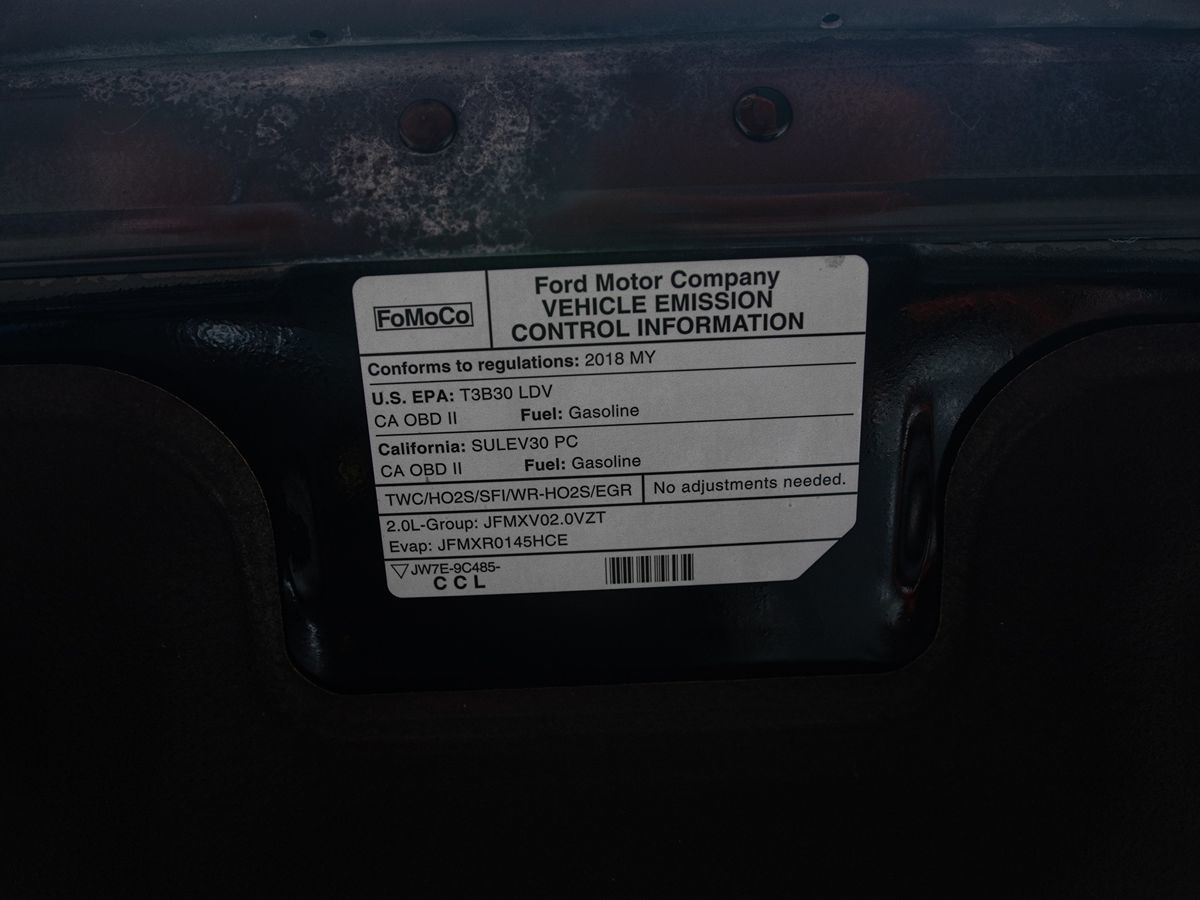 FoMoCo
Ford Motor Company
VEHICLE EMISSION
CONTROL INFORMATION
Conforms to regulations: 2018 MY
U.S. EPA: T3B30 LDV
CA OBD II Fuel: Gasoline
California: SULEV30 PC
CA OBD II Fuel: Gasoline
TWC/HO2S/SFI/WR-HO2S/EGR No adjustments needed.
2.0L-Group: JFMXV02.0VZT
Evap: JFMXR0145HCE
JW7E-9C485-
CCL